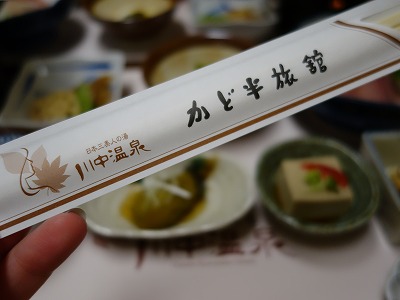 日本三美人の湯
川中温泉
かど半旅館